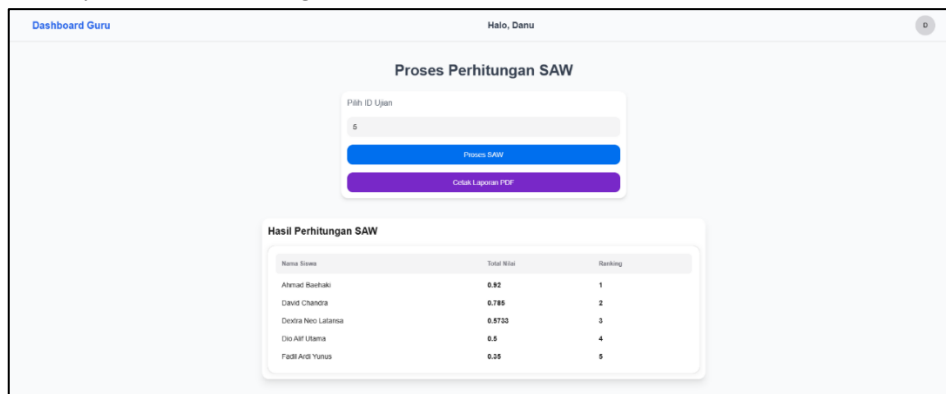 Dashboard Guru Halo, Danu D
Proses Perhitungan SAW
Pilih ID Ujian
5
Proses SAW
Cetak Laporan PDF
Hasil Perhitungan SAW
Nama Siswa Total Nilai Ranking
Ahmad Baehaki 0.92 1
David Chandra 0.785 2
Dextra Neo Latansa 0.5733 3
Dio Alif Utama 0.5 4
Fadil Ardi Yunus 0.35 5